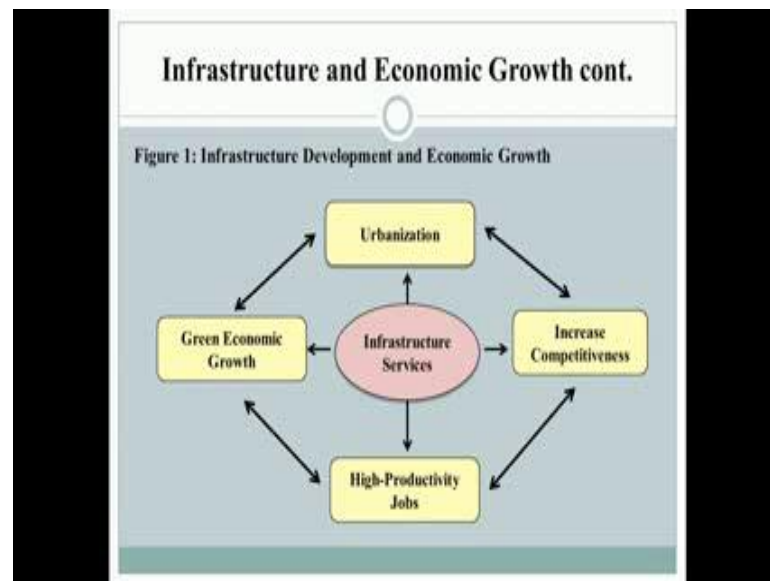 Infrastructure and Economic Growth cont.
Figure 1: Infrastructure Development and Economic Growth
Urbanization
Green Economic
Growth
Infrastructure
Services
Increase
Competitiveness
High-Productivity
Jobs